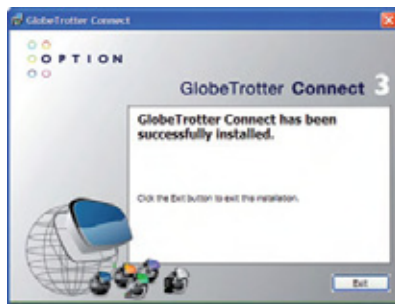 GlobeTrotter Connect
OPTION
GlobeTrotter Connect 3
GlobeTrotter Connect has been
successfully installed.
Click the Exit button to exit this installation.
Exit